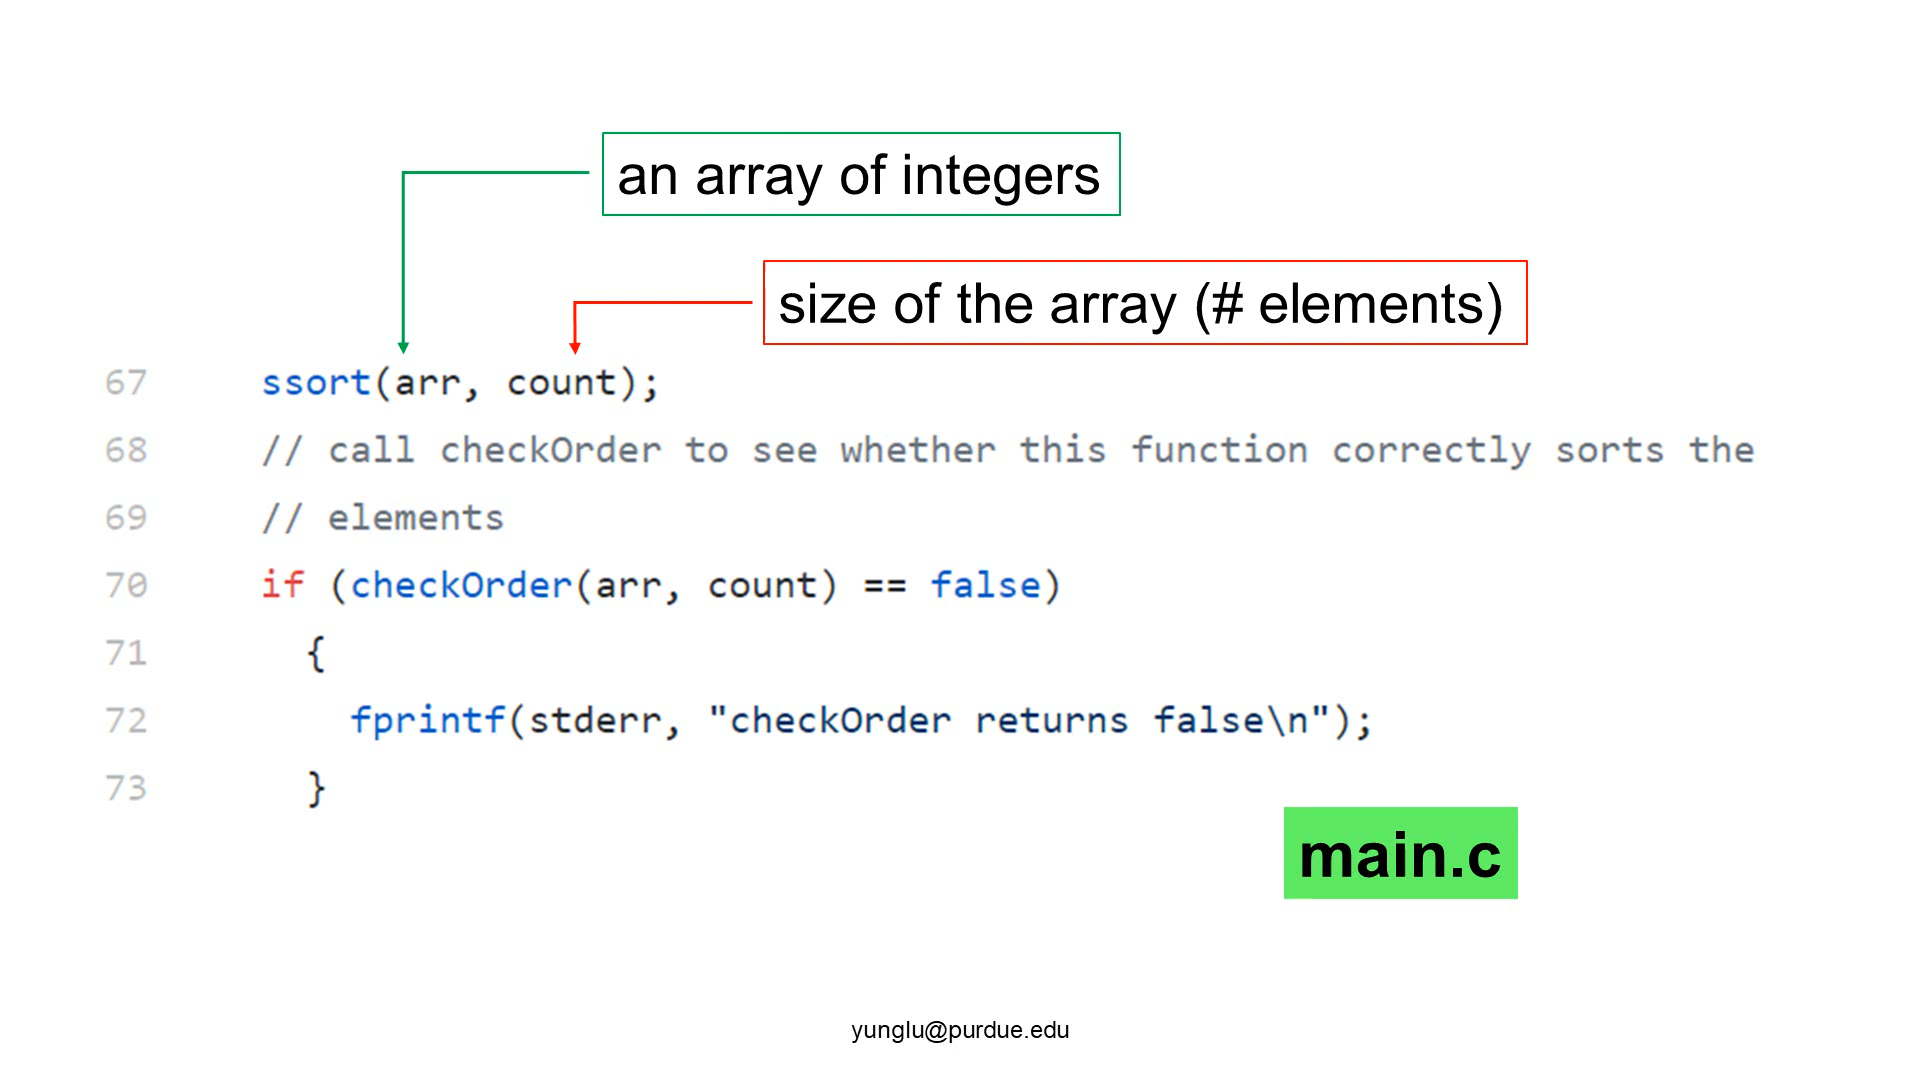 an array of integers
size of the array (# elements)
67 ssort(arr, count);
68 // call checkOrder to see whether this function correctly sorts the
69 // elements
70 if (checkOrder(arr, count) == false)
71 {
72 fprintf(stderr, "checkOrder returns false\n");
73 }
main.c
yunglu@purdue.edu